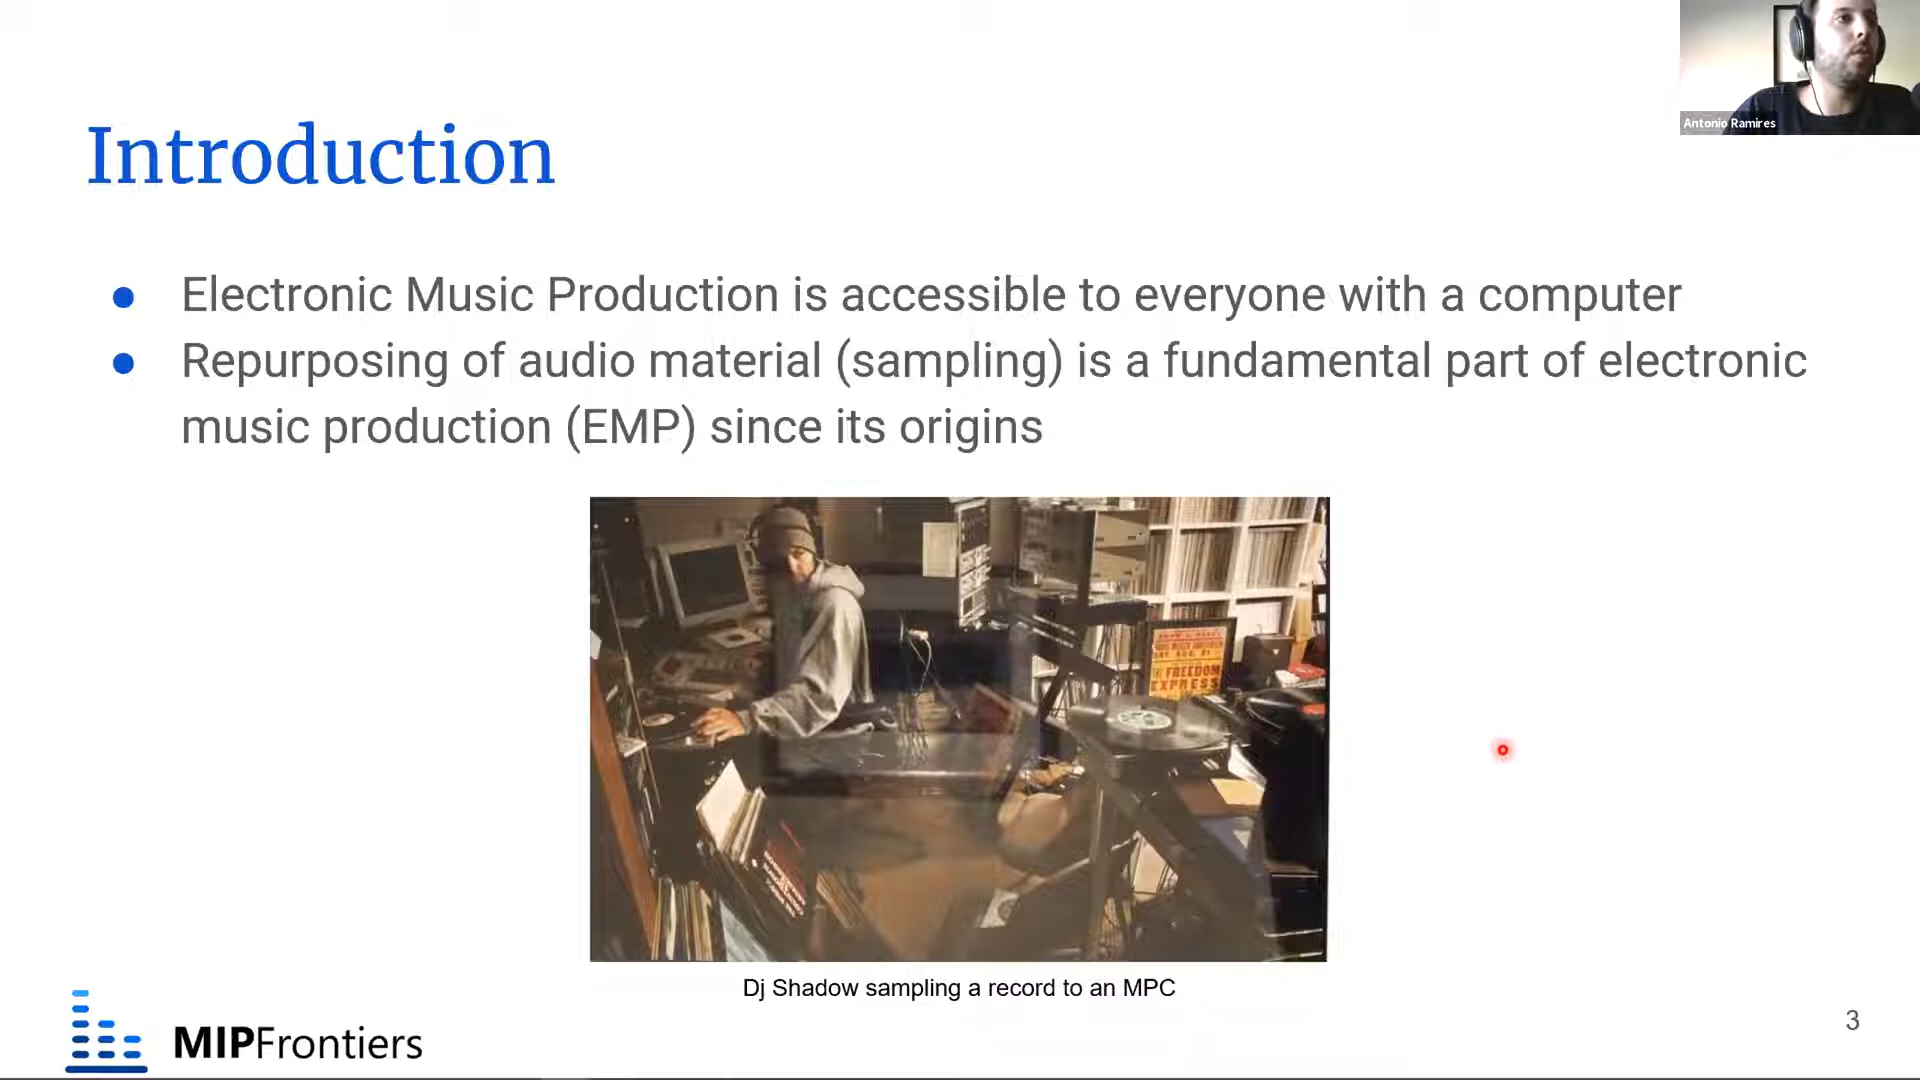 Antonio Ramires
Introduction
● Electronic Music Production is accessible to everyone with a computer
● Repurposing of audio material (sampling) is a fundamental part of electronic
music production (EMP) since its origins
FREEDOM
EXPRESS
Dj Shadow sampling a record to an MPC
MIPFrontiers
3